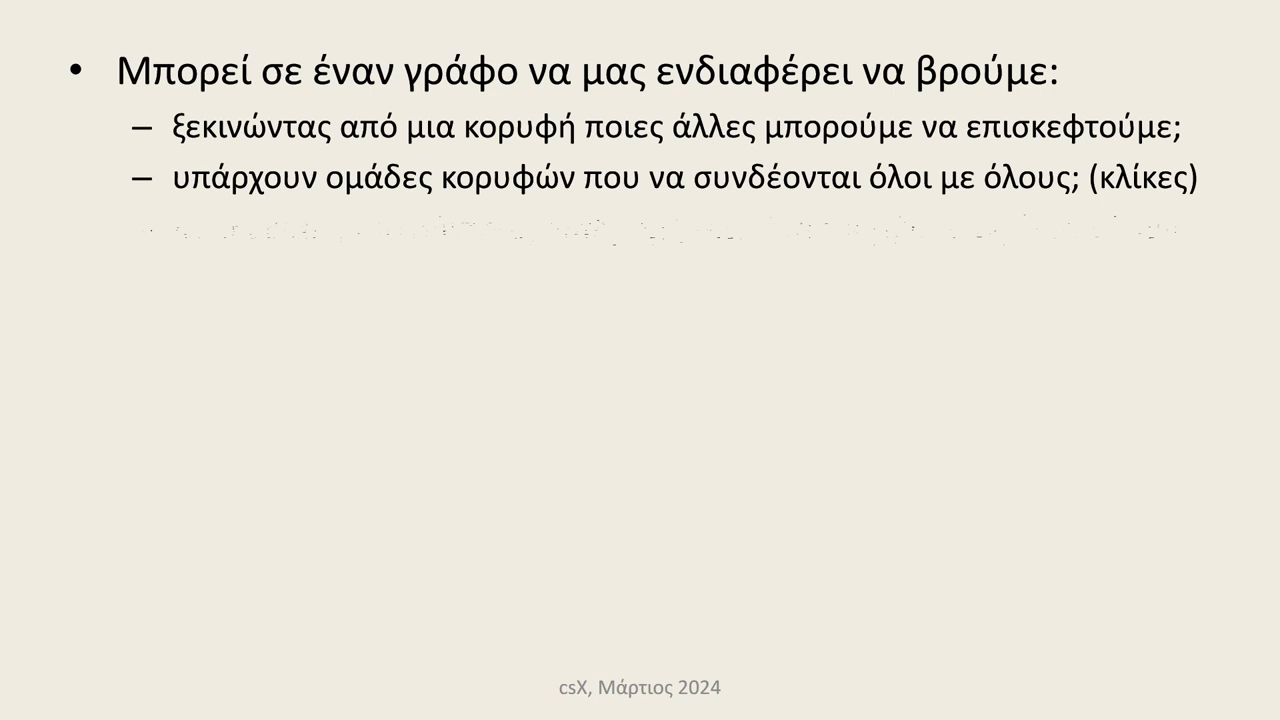 • Μπορεί σε έναν γράφο να μας ενδιαφέρει να βρούμε:
– ξεκινώντας από μια κορυφή ποιες άλλες μπορούμε να επισκεφτούμε;
– υπάρχουν ομάδες κορυφών που να συνδέονται όλοι με όλους; (κλίκες)
csX, Μάρτιος 2024